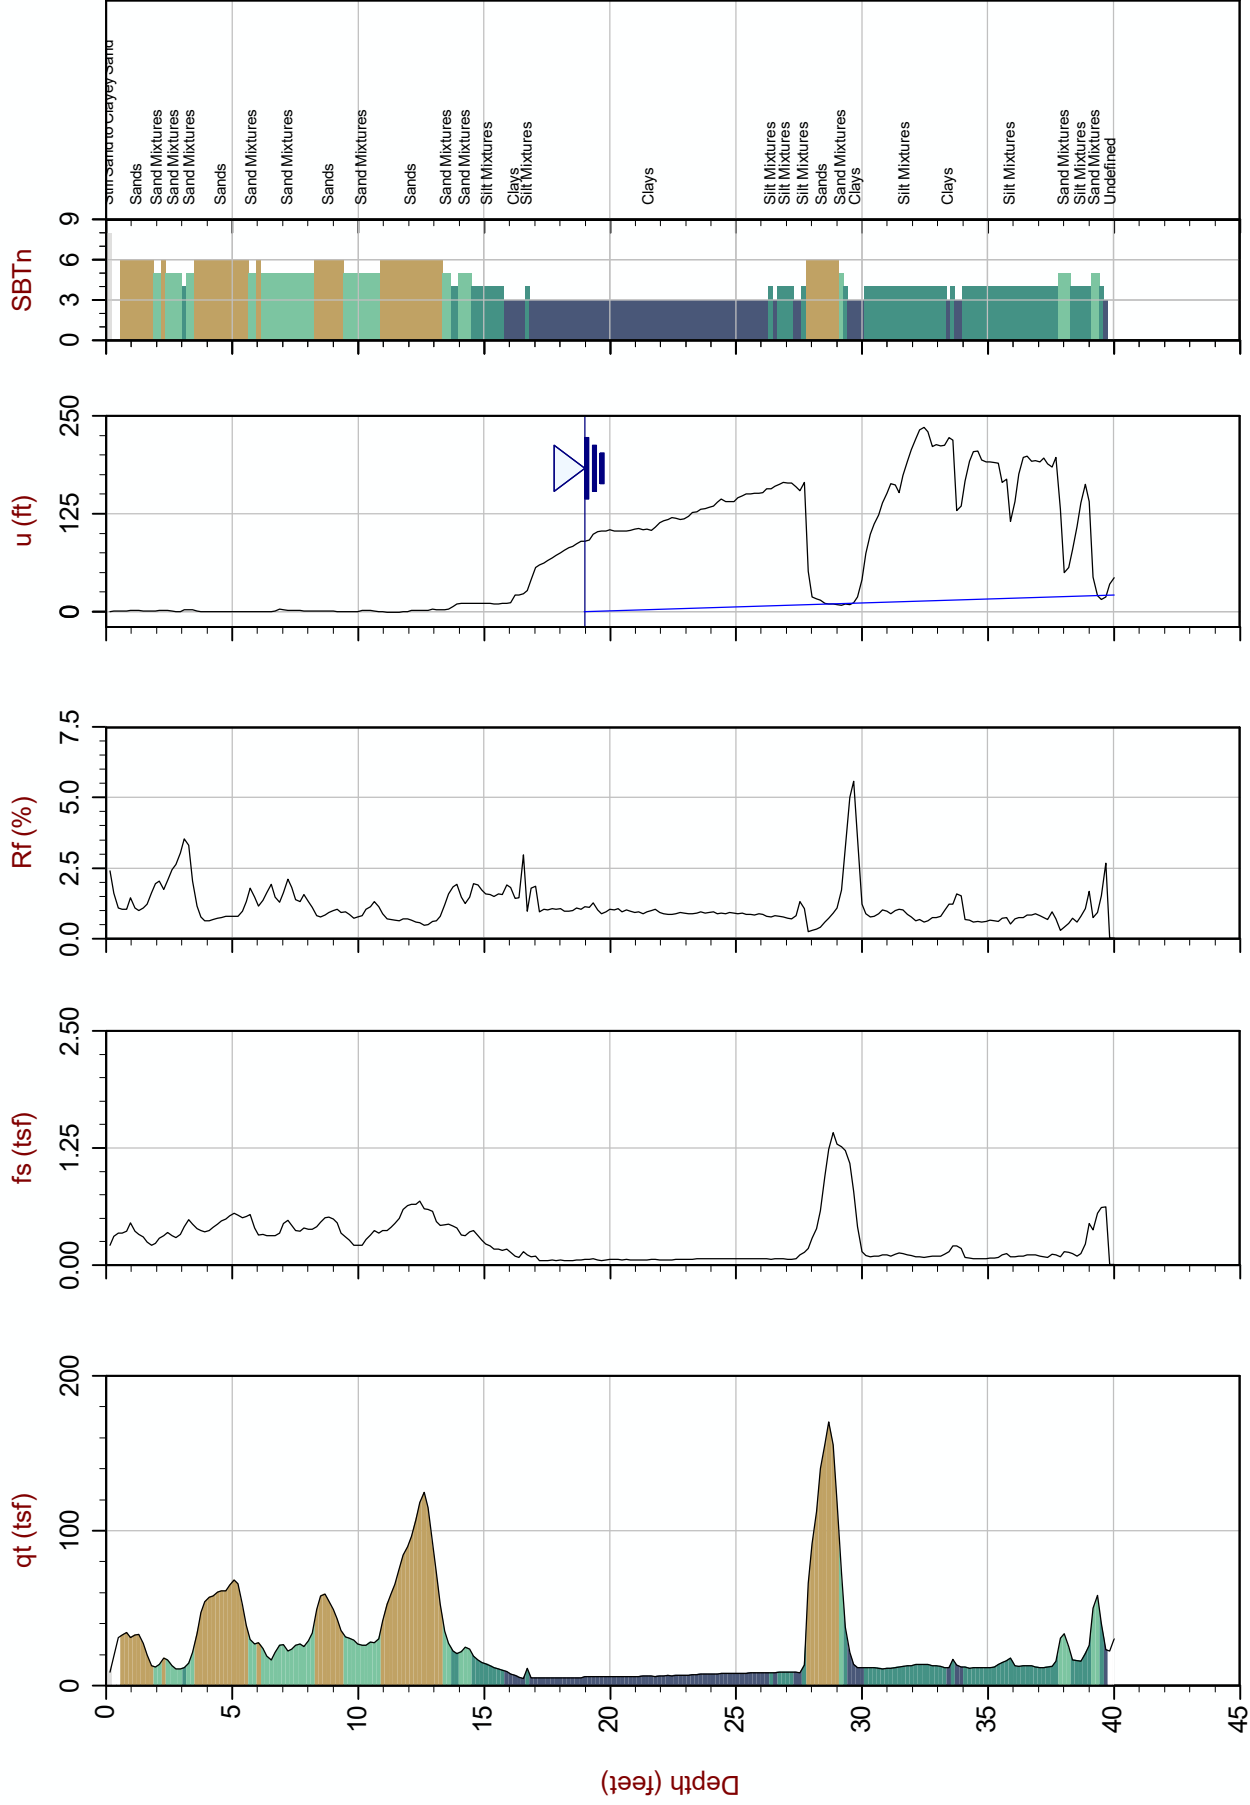 Stiff Sand to Clayey Sand
Sands
Sand Mixtures
Sand Mixtures
Sand Mixtures
Sands
Sand Mixtures
Sand Mixtures
Sands
Sand Mixtures
Sands
Sand Mixtures
Sand Mixtures
Silt Mixtures
Clays
Silt Mixtures
Clays
Silt Mixtures
Silt Mixtures
Silt Mixtures
Sands
Sand Mixtures
Clays
Silt Mixtures
Clays
Silt Mixtures
Sand Mixtures
Silt Mixtures
Sand Mixtures
Undefined
SBTn
0
3
6
9
u (ft)
0
125
250
Rf (%)
0.0
2.5
5.0
7.5
fs (tsf)
0.00
1.25
2.50
qt (tsf)
0
100
200
0
5
10
15
20
25
30
35
40
45
Depth (feet)